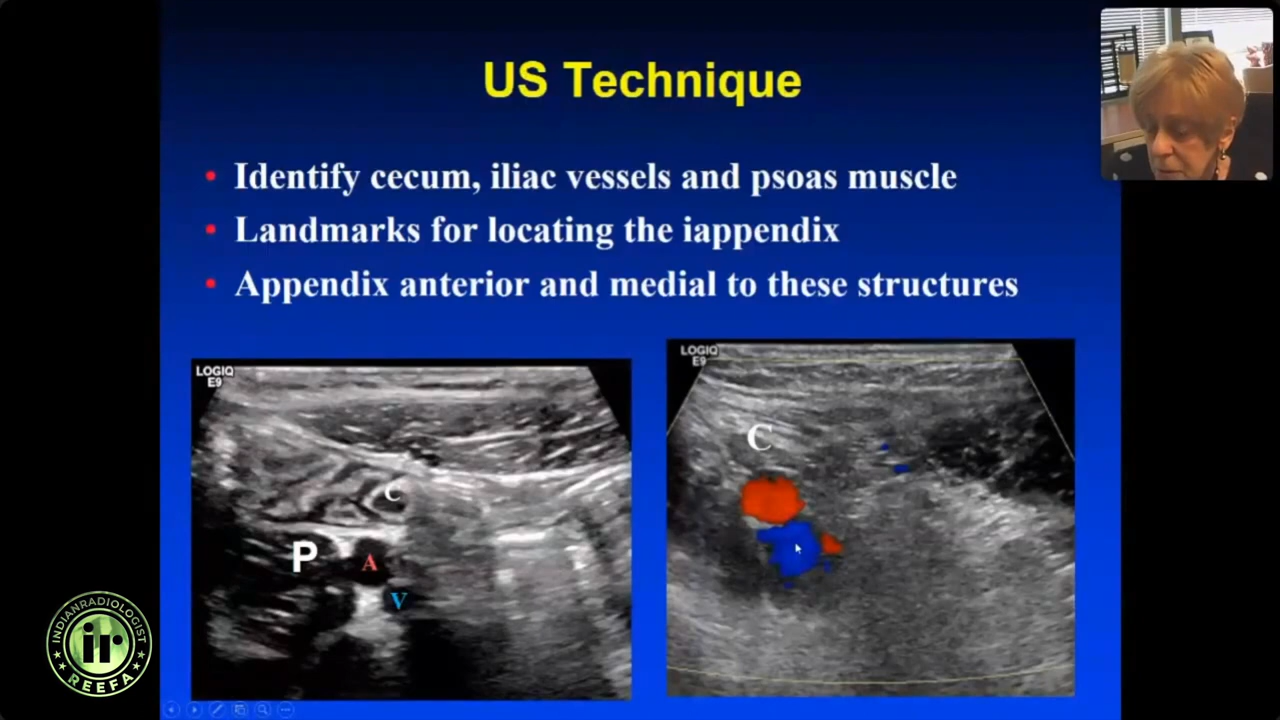 US Technique
• Identify cecum, iliac vessels and psoas muscle
• Landmarks for locating the iappendix
• Appendix anterior and medial to these structures
LOGIQ
E9
C
P
A
V
LOGIQ
E9
C
INDIANRADIOLOGIST
ir
REEFA